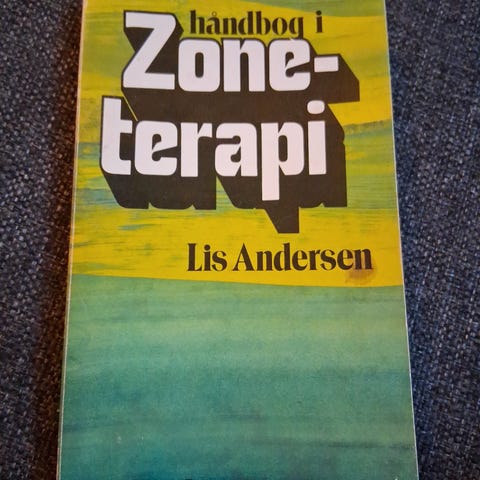 håndbog i
Zone-
terapi
Lis Andersen